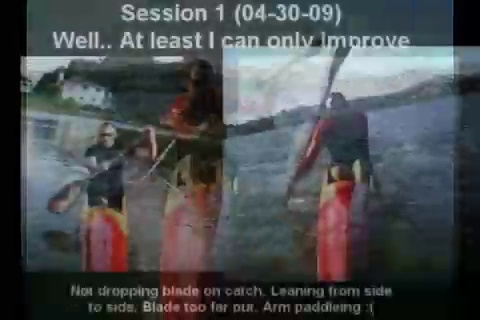 Session 1 (04-30-09)
Well.. At least I can only improve
Not dropping blade on catch. Leaning from side
to side. Blade too far out. Arm paddleing :(